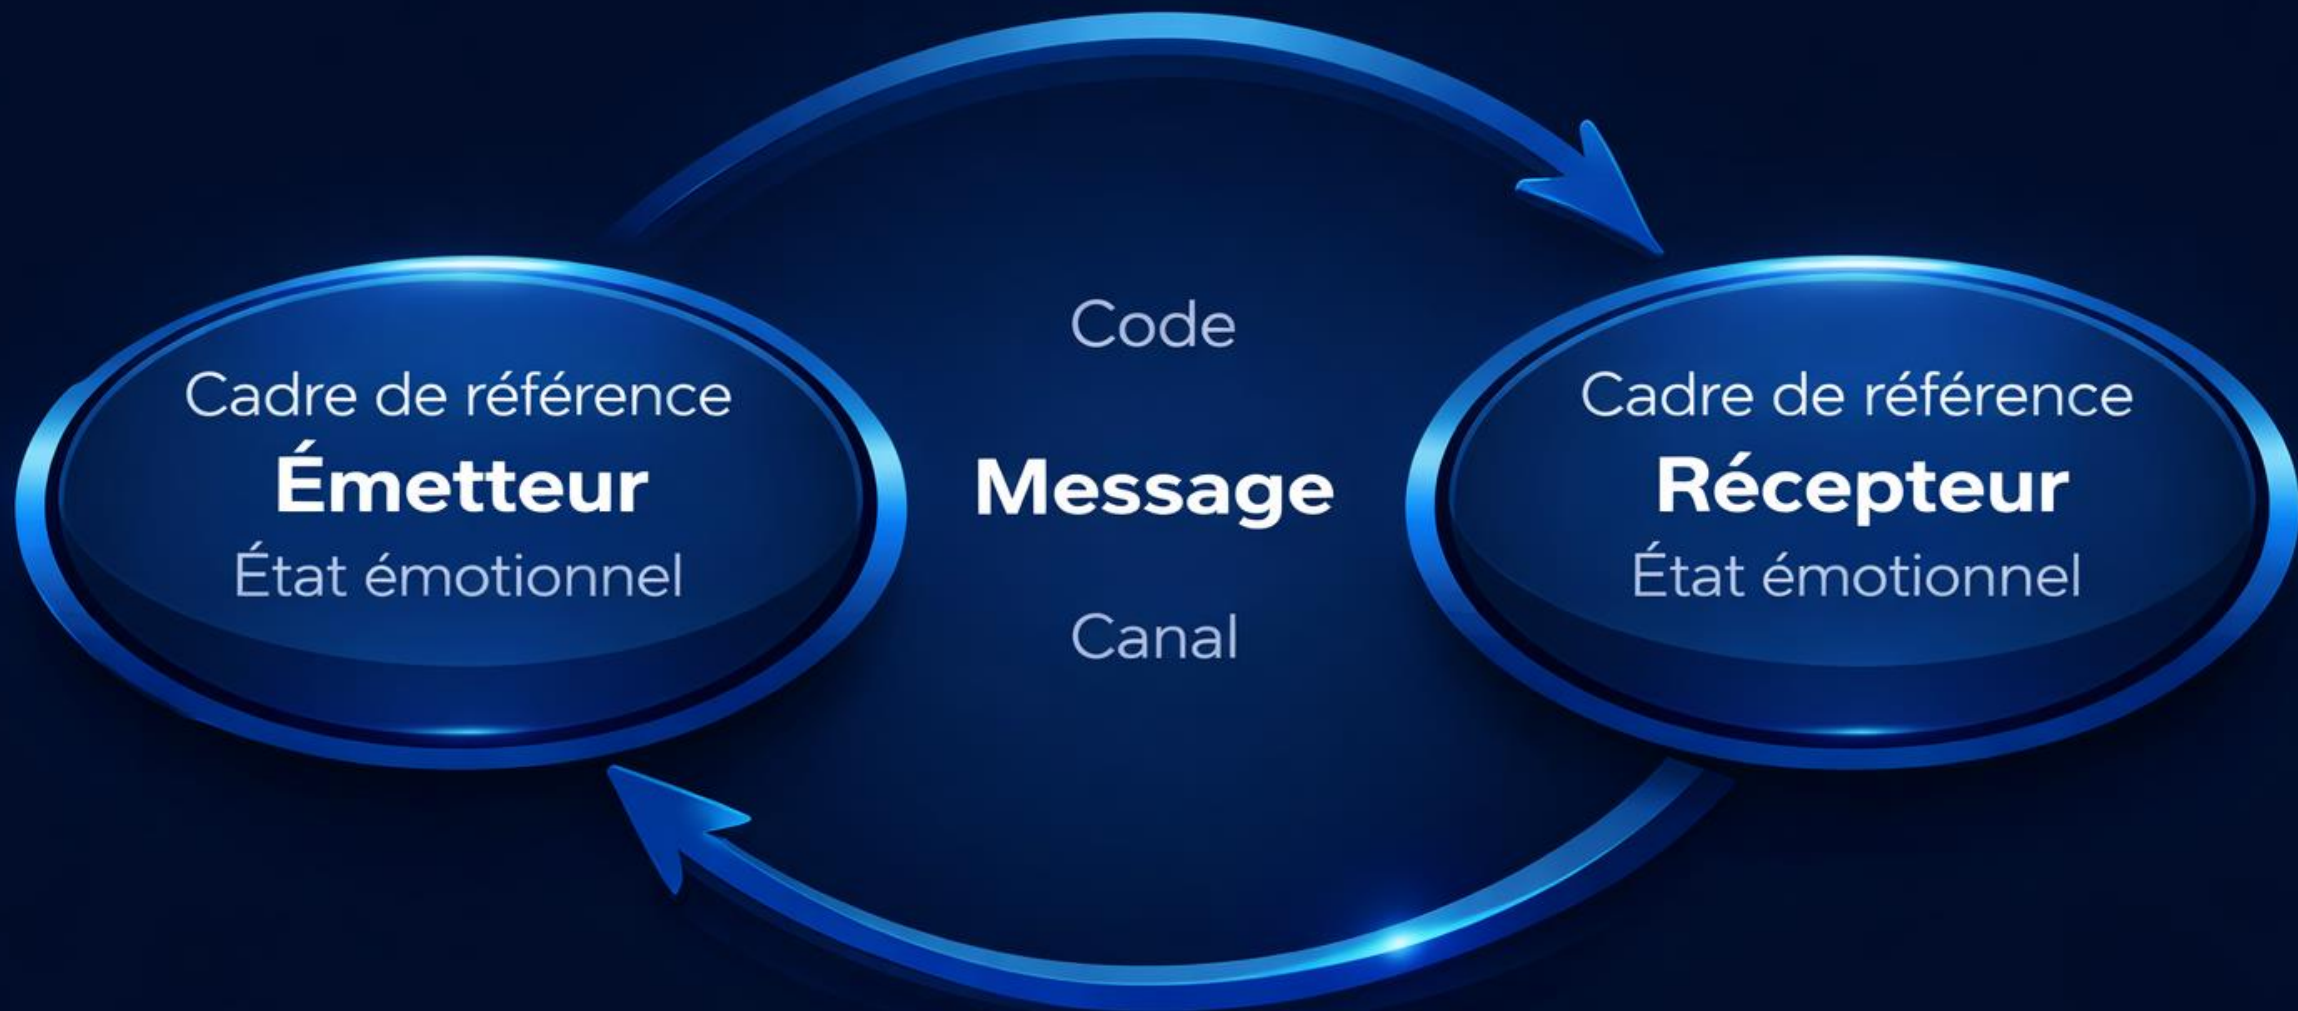 Cadre de référence
Émetteur
État émotionnel
Code
Message
Canal
Cadre de référence
Récepteur
État émotionnel